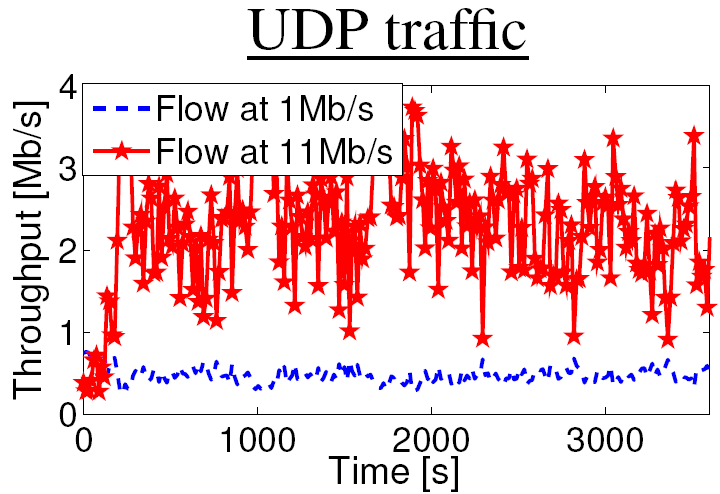 UDP traffic
Throughput [Mb/s]
4
3
2
1
0
Flow at 1Mb/s
Flow at 11Mb/s
0 1000 2000 3000
Time [s]